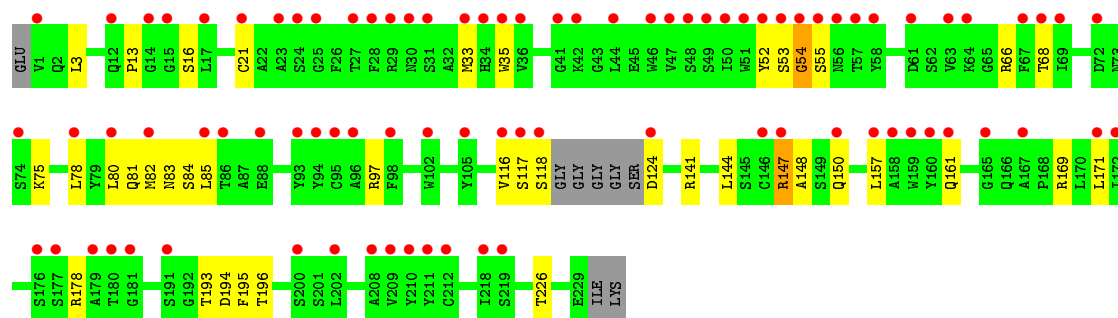 GLU V1 Q2 L3 Q12 P13 G14 G15 S16 L17 C21 A22 A23 S24 G25 F26 T27 F28 R29 N30 S31 A32 M33 H34 W35 V36 G41 K42 G43 L44 E45 W46 V47 S48 S49 I50 W51 Y52 S53 G54 S55 N56 T57 Y58 D61 S62 V63 K64 G65 R66 F67 T68 I69 D72 N73
S74 K75 L78 Y79 L80 Q81 M82 N83 S84 L85 T86 A87 E88 Y93 Y94 C95 A96 R97 F98 W102 Y105 V116 S117 S118 GLY GLY GLY GLY SER D124 R141 L144 S145 C146 R147 A148 S149 Q150 L157 A158 W159 Y160 Q161 G165 Q166 A167 P168 R169 L170 L171 I172
S176 S177 R178 A179 T180 G181 S191 G192 T193 D194 F195 T196 S200 S201 L202 A208 V209 Y210 Y211 C212 I218 S219 T226 E229 ILE LYS